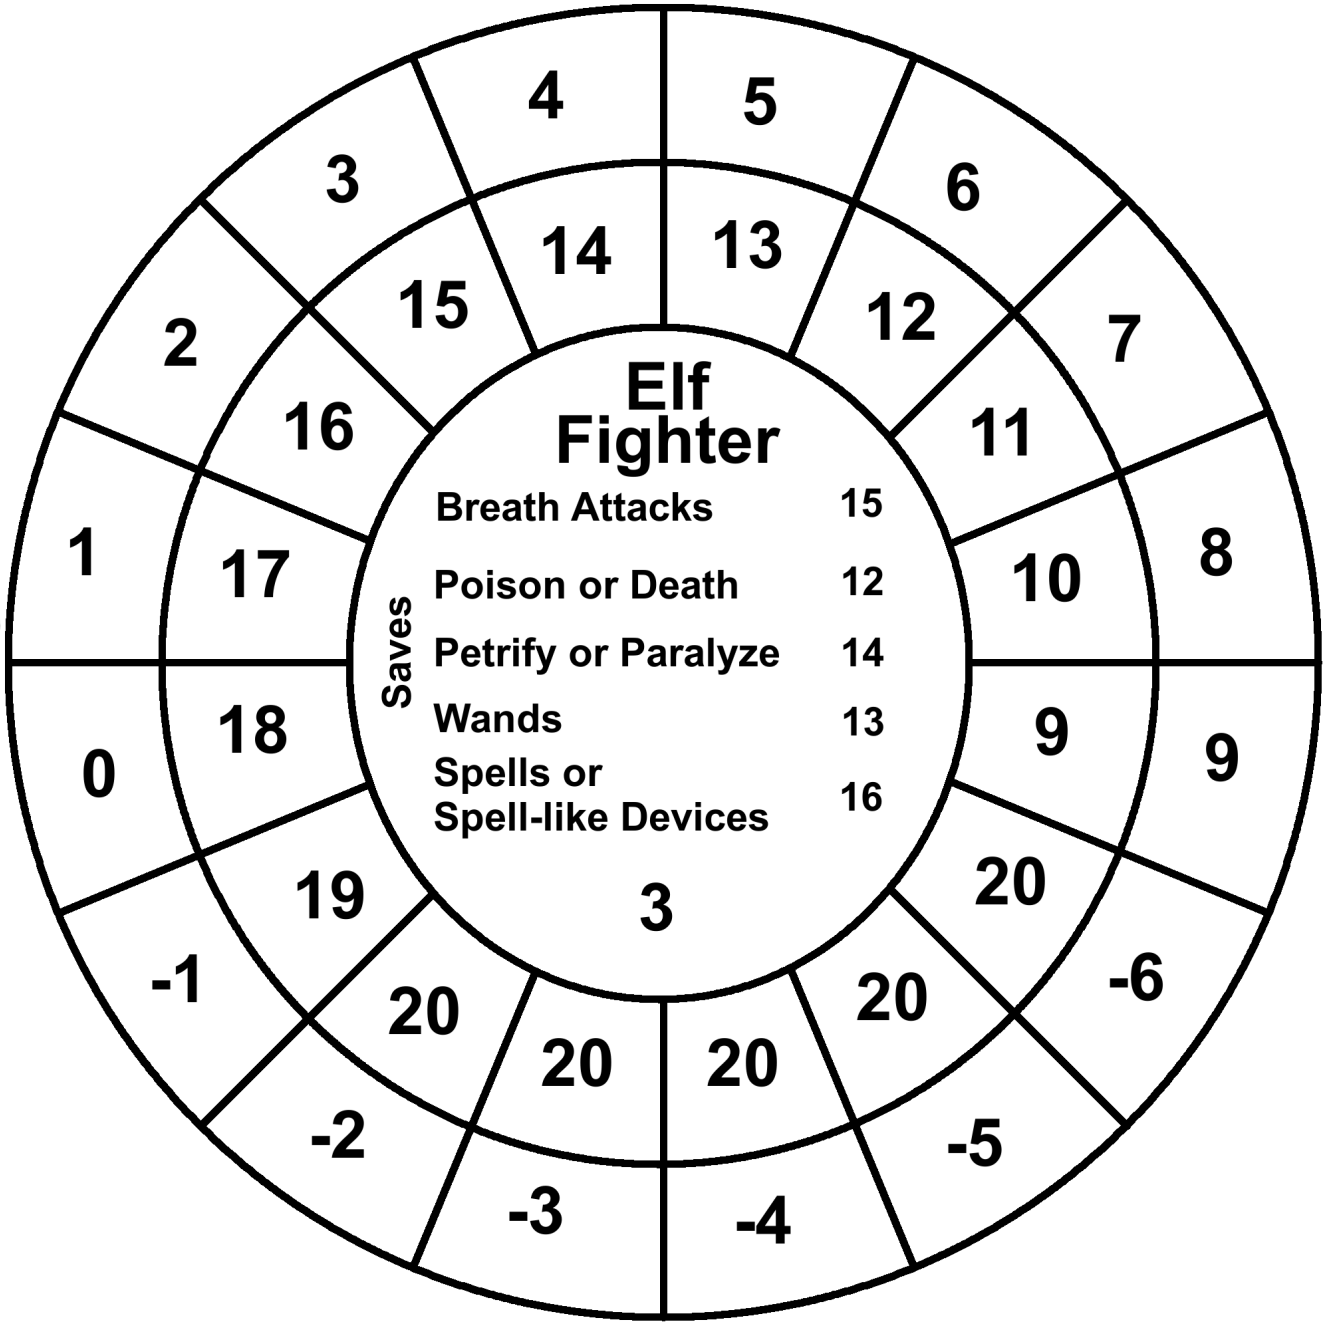 4 5
3 6
14 13
15 12
2 7
16 11
Elf
Fighter
Breath Attacks 15
1 8
17 10
Poison or Death 12
Saves
Petrify or Paralyze 14
Wands 13
18 9
0 9
Spells or
Spell-like Devices 16
19 20
3
-1 -6
20 20
20 20
-2 -5
-3 -4